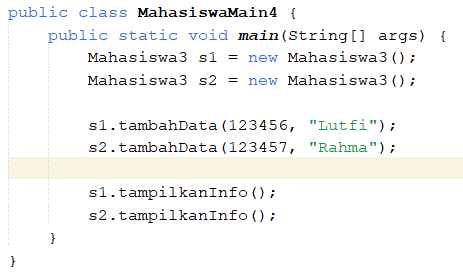 public class MahasiswaMain4 {
    public static void main(String[] args) {
        Mahasiswa3 s1 = new Mahasiswa3();
        Mahasiswa3 s2 = new Mahasiswa3();

        s1.tambahData(123456, "Lutfi");
        s2.tambahData(123457, "Rahma");

        s1.tampilkanInfo();
        s2.tampilkanInfo();
    }
}